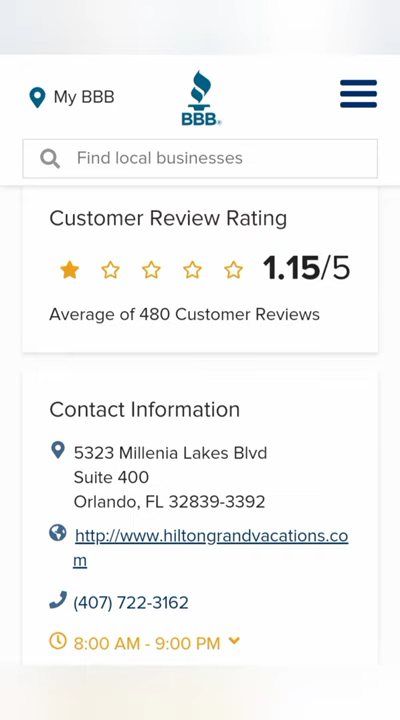 My BBB
BBB®
Find local businesses
Customer Review Rating
1.15/5
Average of 480 Customer Reviews
Contact Information
5323 Millenia Lakes Blvd
Suite 400
Orlando, FL 32839-3392
http://www.hiltongrandvacations.co
m
(407) 722-3162
8:00 AM - 9:00 PM